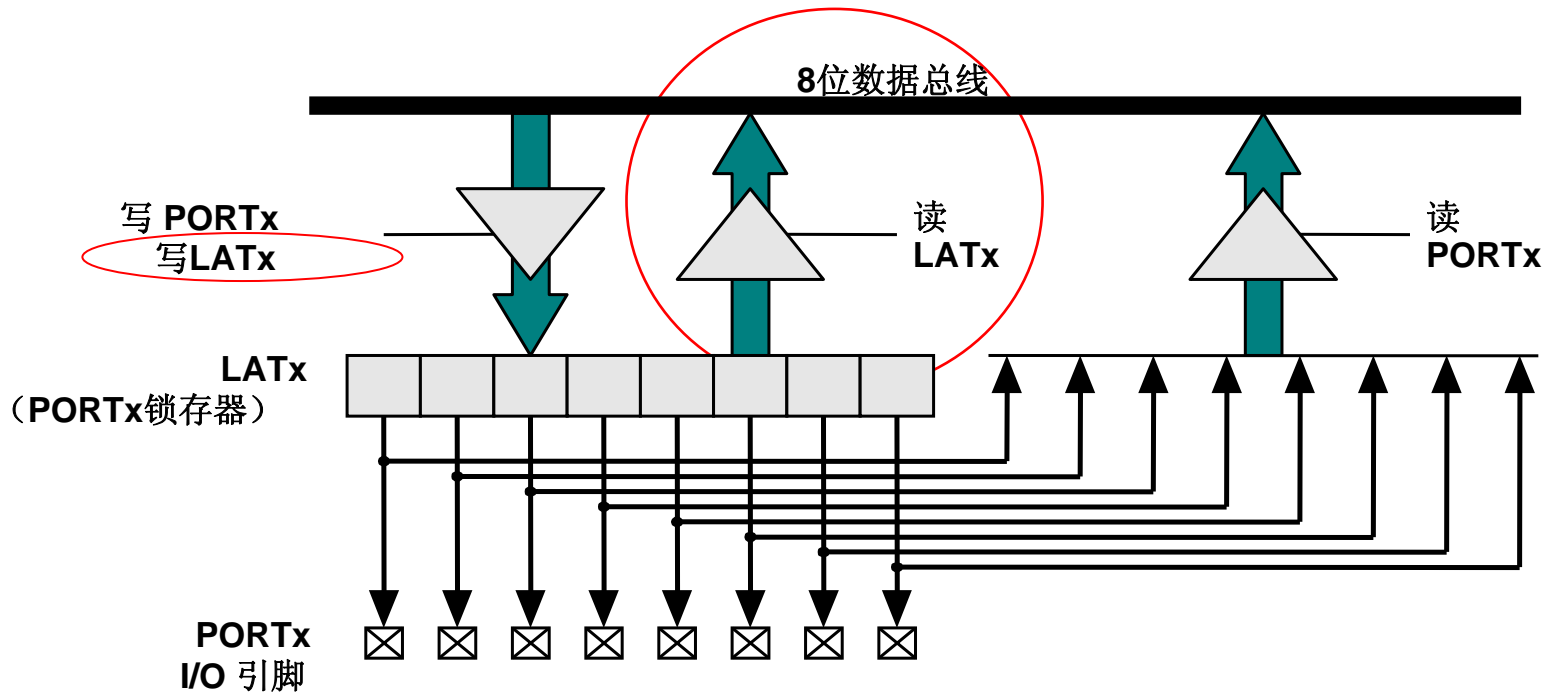 8位数据总线
写 PORTx
写LATx
读
LATx
读
PORTx
LATx
（PORTx锁存器）
PORTx
I/O 引脚